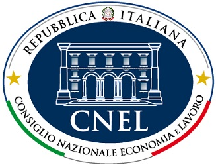 REPUBBLICA ITALIANA
CNEL
CONSIGLIO NAZIONALE ECONOMIA E LAVORO